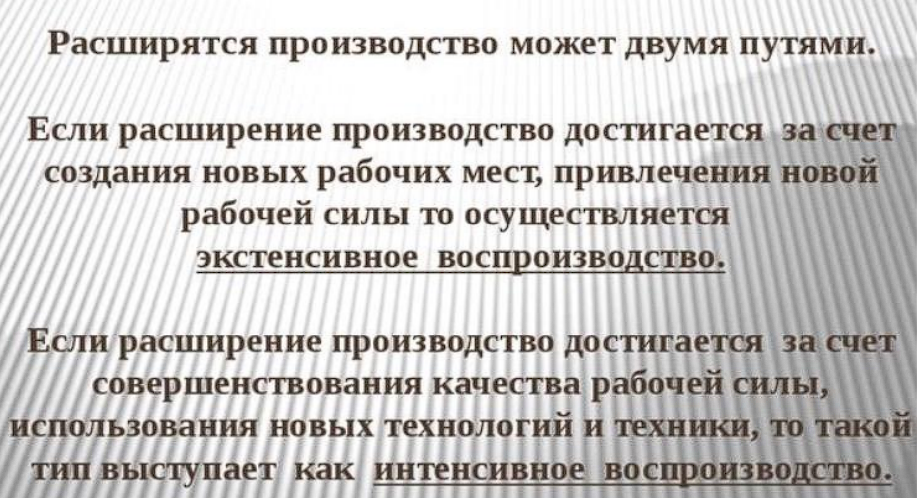 Расширятся производство может двумя путями.
Если расширение производство достигается за счет
создания новых рабочих мест, привлечения новой
рабочей силы то осуществляется
экстенсивное воспроизводство.
Если расширение производство достигается за счет
совершенствования качества рабочей силы,
использования новых технологий и техники, то такой
тип выступает как интенсивное воспроизводство.